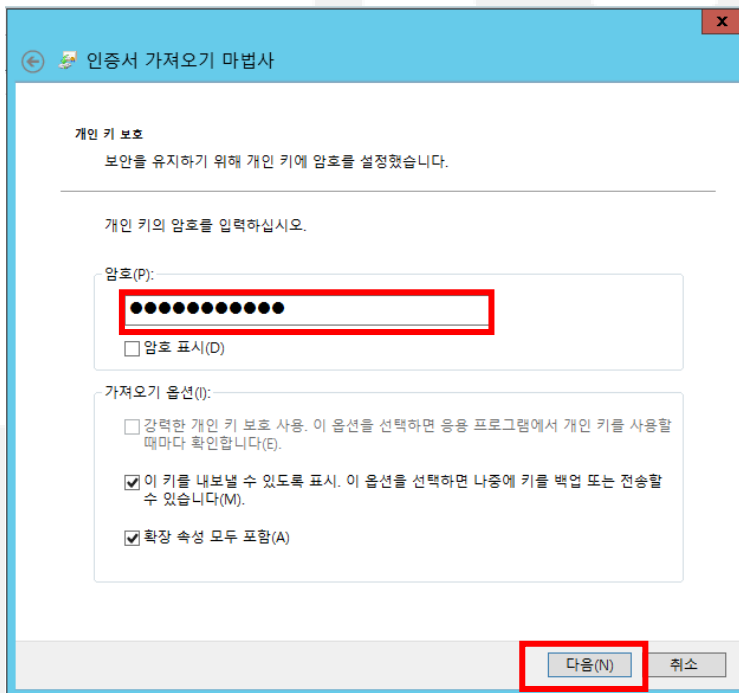 x
인증서 가져오기 마법사
개인 키 보호
보안을 유지하기 위해 개인 키에 암호를 설정했습니다.
개인 키의 암호를 입력하십시오.
암호(P):
●●●●●●●●●●●
암호 표시(D)
가져오기 옵션(I):
강력한 개인 키 보호 사용. 이 옵션을 선택하면 응용 프로그램에서 개인 키를 사용할
때마다 확인합니다(E).
이 키를 내보낼 수 있도록 표시. 이 옵션을 선택하면 나중에 키를 백업 또는 전송할
수 있습니다(M).
확장 속성 모두 포함(A)
다음(N)
취소